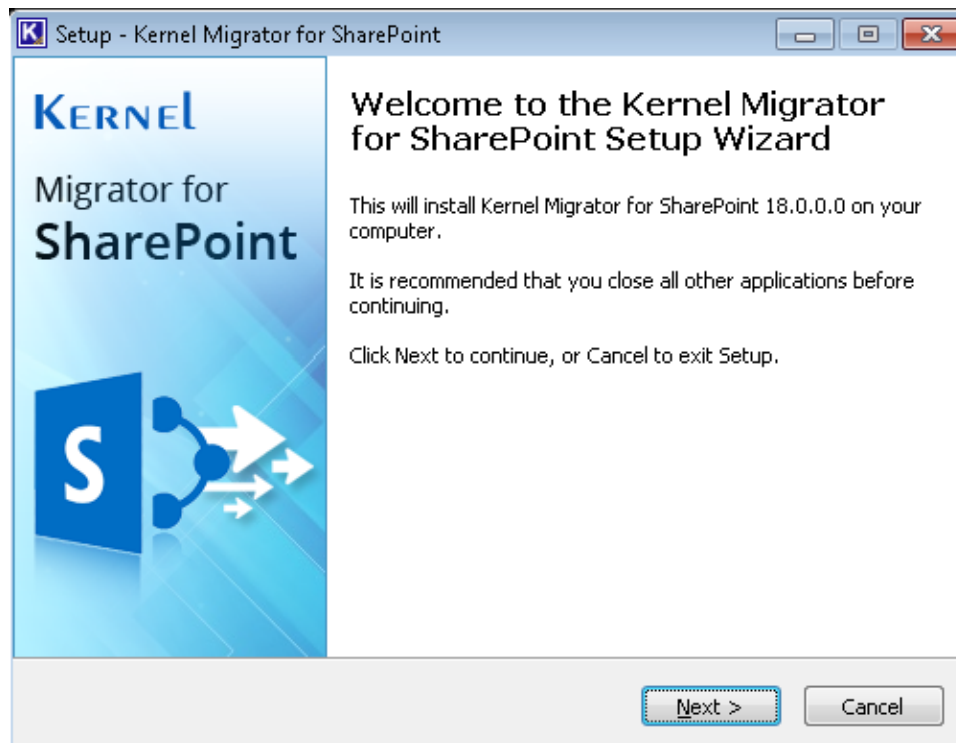 Setup - Kernel Migrator for SharePoint
KERNEL
Migrator for
SharePoint
S
Welcome to the Kernel Migrator
for SharePoint Setup Wizard
This will install Kernel Migrator for SharePoint 18.0.0.0 on your
computer.
It is recommended that you close all other applications before
continuing.
Click Next to continue, or Cancel to exit Setup.
Next >
Cancel